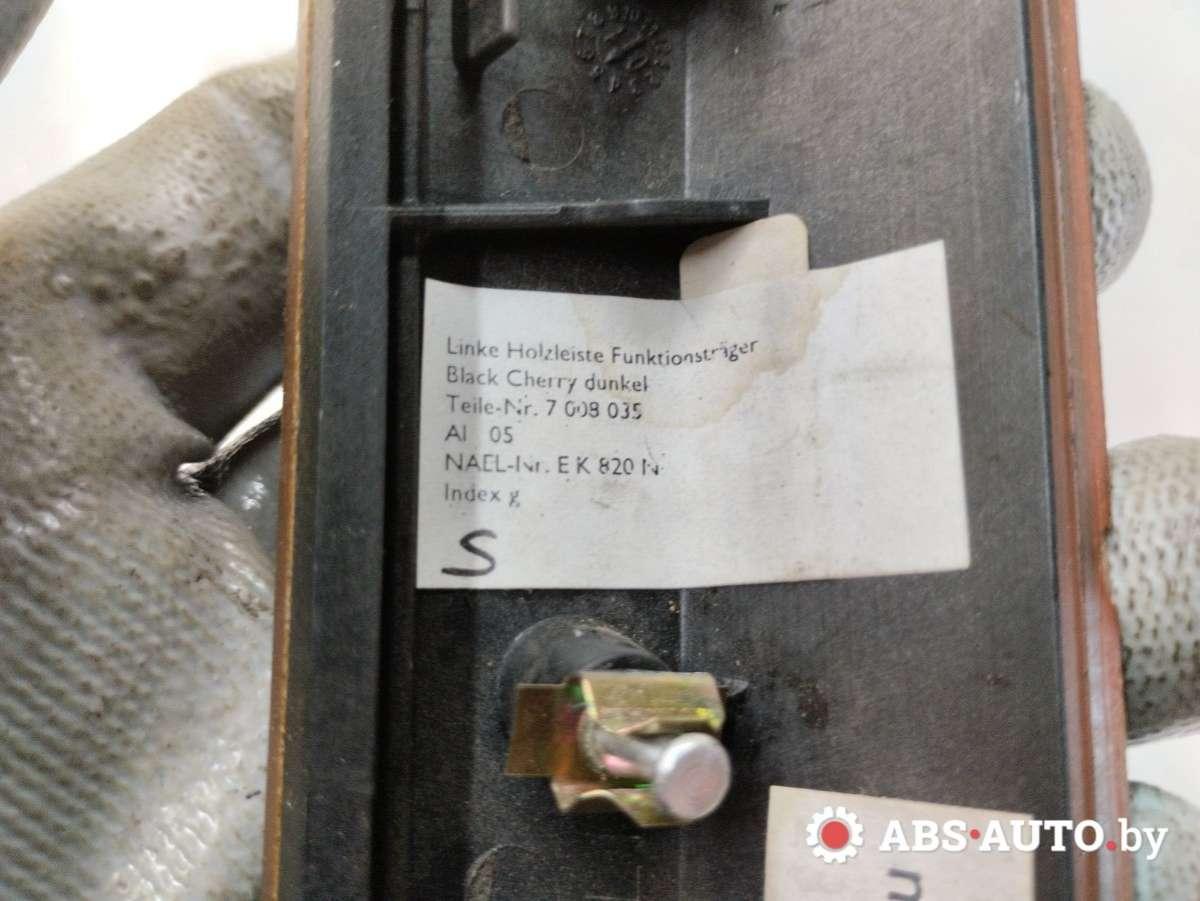 Linke Holzleiste Funktionsträger
Black Cherry dunkel
Teile-Nr. 7 008 035
AI 05
NAEL-Nr. E K 820 N
Index g
S
ABS·AUTO.by
n